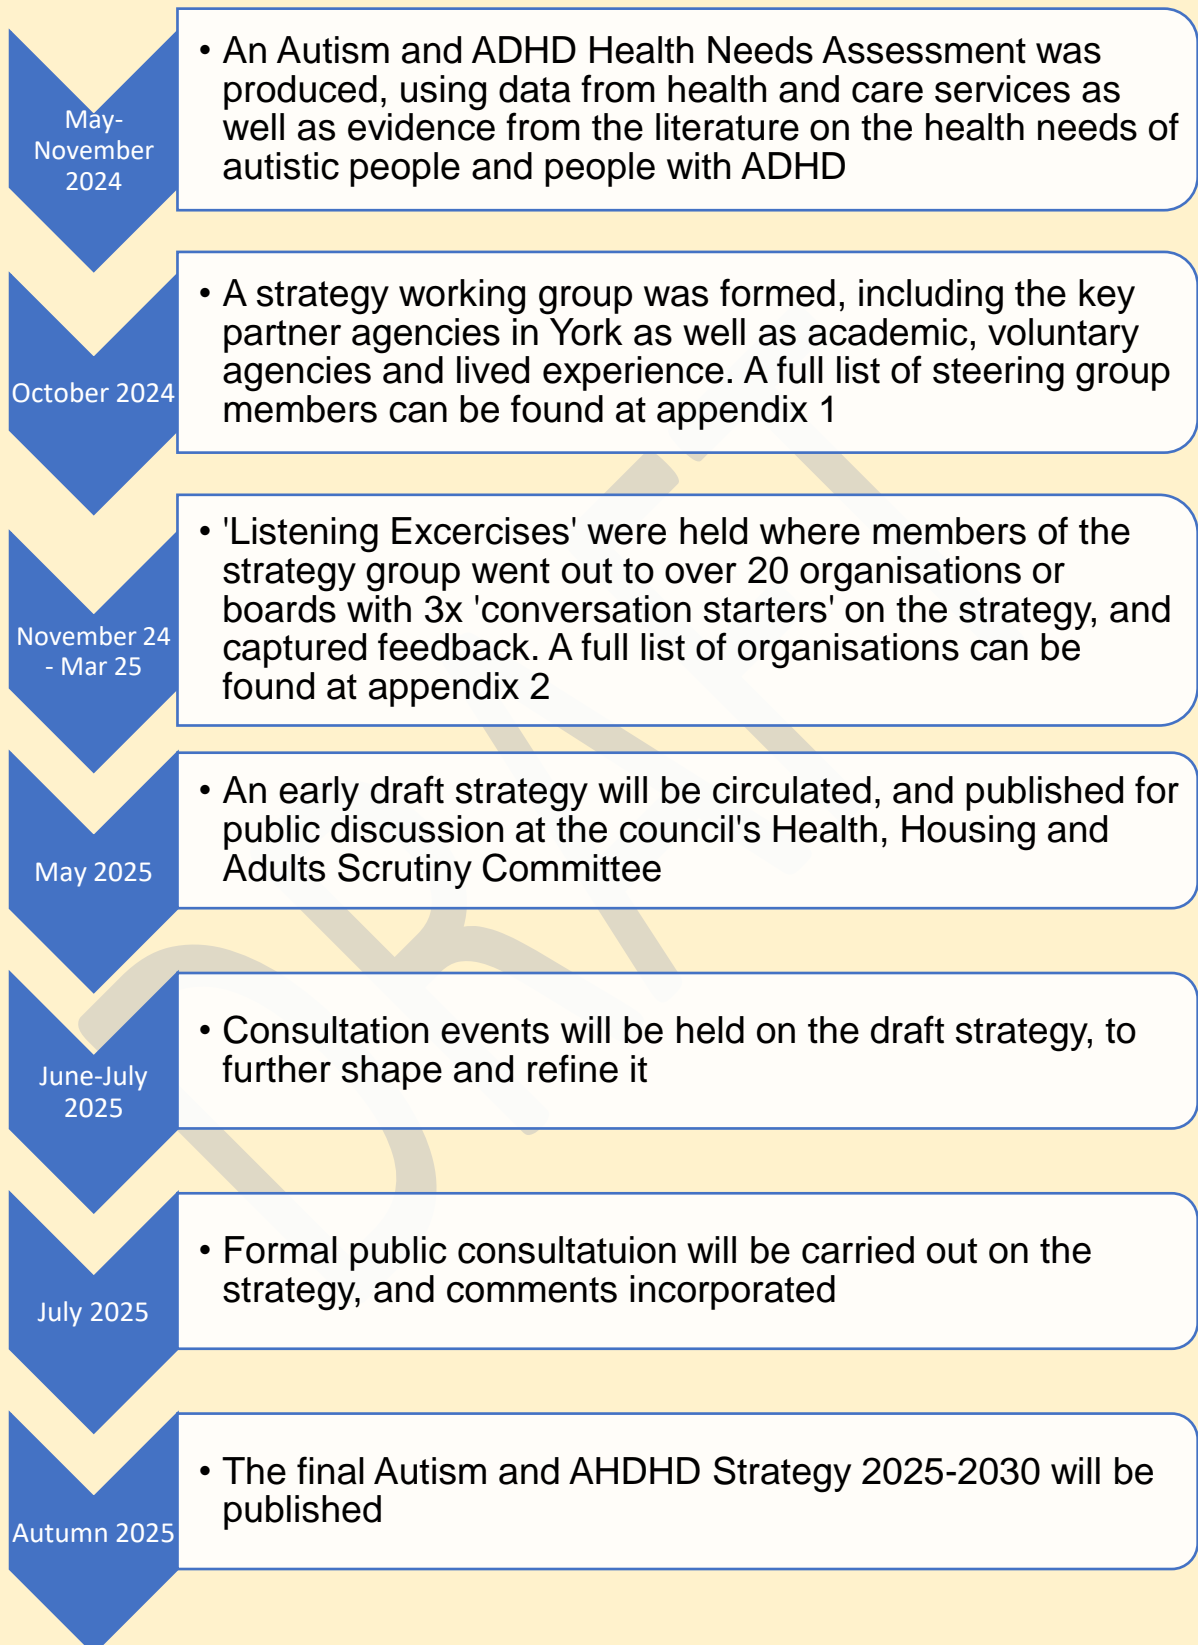 May-
November
2024
• An Autism and ADHD Health Needs Assessment was
produced, using data from health and care services as
well as evidence from the literature on the health needs of
autistic people and people with ADHD
October 2024
• A strategy working group was formed, including the key
partner agencies in York as well as academic, voluntary
agencies and lived experience. A full list of steering group
members can be found at appendix 1
November 24
- Mar 25
• 'Listening Excercises' were held where members of the
strategy group went out to over 20 organisations or
boards with 3x 'conversation starters' on the strategy, and
captured feedback. A full list of organisations can be
found at appendix 2
May 2025
• An early draft strategy will be circulated, and published for
public discussion at the council's Health, Housing and
Adults Scrutiny Committee
June-July
2025
• Consultation events will be held on the draft strategy, to
further shape and refine it
July 2025
• Formal public consultatuion will be carried out on the
strategy, and comments incorporated
Autumn 2025
• The final Autism and AHDHD Strategy 2025-2030 will be
published
DRAFT